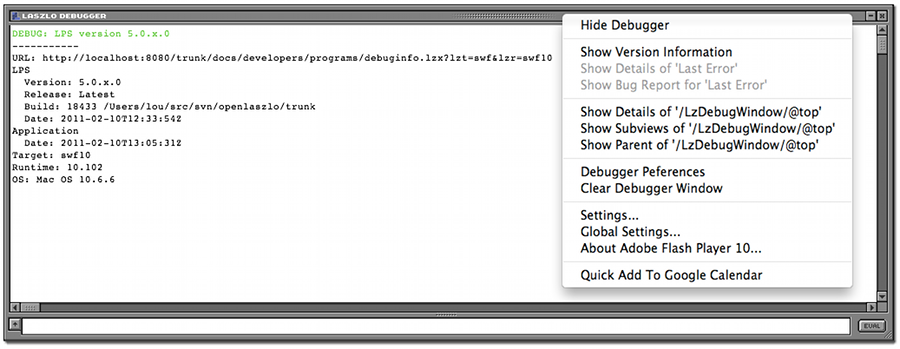 LASZLO DEBUGGER
DEBUG: LPS version 5.0.x.0
-----------
URL: http://localhost:8080/trunk/docs/developers/programs/debuginfo.lzx?lzt=swf&lzr=swf10
LPS
  Version: 5.0.x.0
  Release: Latest
  Build: 18433 /Users/lou/src/svn/openlaszlo/trunk
  Date: 2011-02-10T12:33:54Z
Application
  Date: 2011-02-10T13:05:31Z
Target: swf10
Runtime: 10.102
OS: Mac OS 10.6.6
Hide Debugger
Show Version Information
Show Details of 'Last Error'
Show Bug Report for 'Last Error'
Show Details of '/LzDebugWindow/@top'
Show Subviews of '/LzDebugWindow/@top'
Show Parent of '/LzDebugWindow/@top'
Debugger Peferences
Clear Debugger Window
Settings...
Global Settings...
About Adobe Flash Player 10...
Quick Add To Google Calendar
EVAL